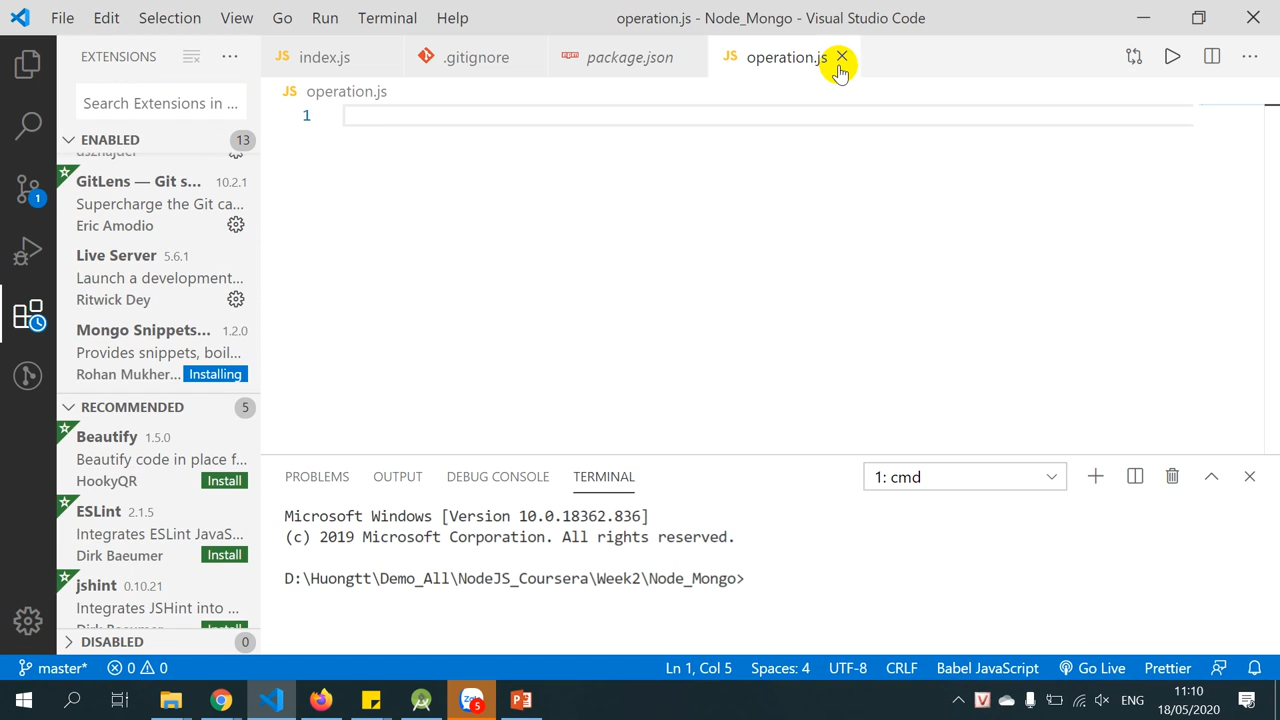 File Edit Selection View Go Run Terminal Help operation.js - Node_Mongo - Visual Studio Code
EXTENSIONS
JS index.js
.gitignore
npm package.json
JS operation.js
Search Extensions in ...
JS operation.js
1
ENABLED 13
GitLens — Git s... 10.2.1
Supercharge the Git ca...
Eric Amodio
Live Server 5.6.1
Launch a development...
Ritwick Dey
Mongo Snippets... 1.2.0
Provides snippets, boil...
Rohan Mukher... Installing
RECOMMENDED 5
Beautify 1.5.0
Beautify code in place f...
HookyQR Install
ESLint 2.1.5
Integrates ESLint JavaS...
Dirk Baeumer Install
jshint 0.10.21
Integrates JSHint into ...
DISABLED 0
1
PROBLEMS OUTPUT DEBUG CONSOLE TERMINAL 1: cmd
Microsoft Windows [Version 10.0.18362.836]
(c) 2019 Microsoft Corporation. All rights reserved.
D:\Huongtt\Demo_All\NodeJS_Coursera\Week2\Node_Mongo>
master* 0 0 Ln 1, Col 5 Spaces: 4 UTF-8 CRLF Babel JavaScript Go Live Prettier
5 ENG 11:10
18/05/2020